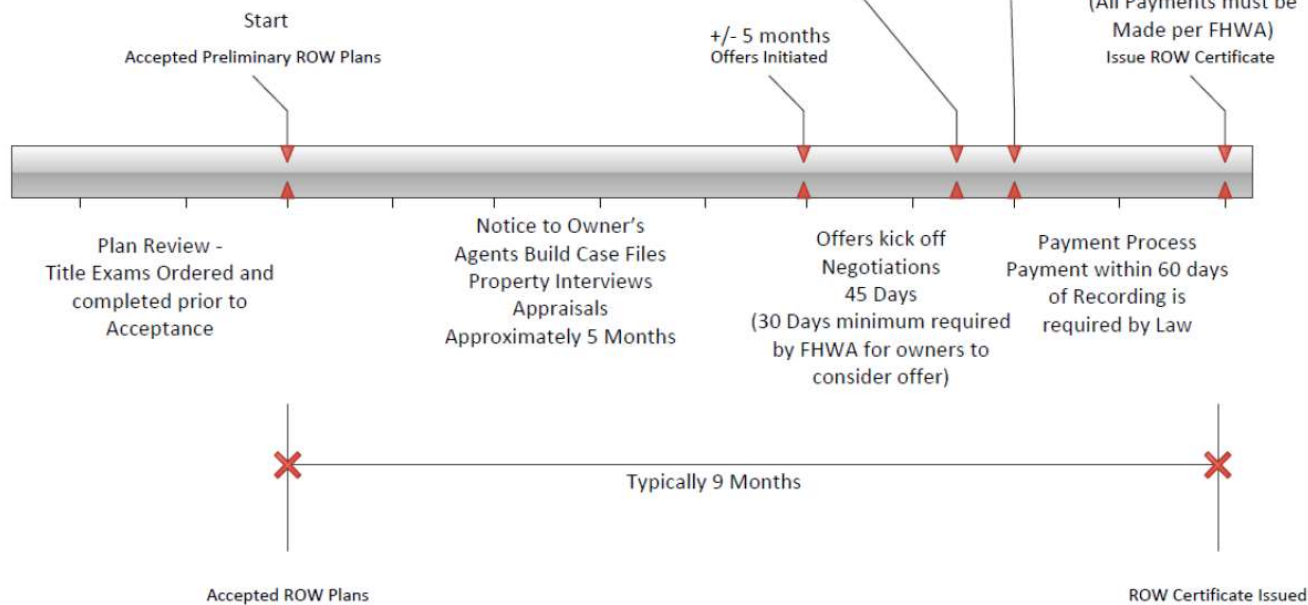 (All Payments must be
Made per FHWA)
Issue ROW Certificate
Start
Accepted Preliminary ROW Plans
+/- 5 months
Offers Initiated
Plan Review -
Title Exams Ordered and
completed prior to
Acceptance
Notice to Owner's
Agents Build Case Files
Property Interviews
Appraisals
Approximately 5 Months
Offers kick off
Negotiations
45 Days
(30 Days minimum required
by FHWA for owners to
consider offer)
Payment Process
Payment within 60 days
of Recording is
required by Law
Typically 9 Months
Accepted ROW Plans
ROW Certificate Issued